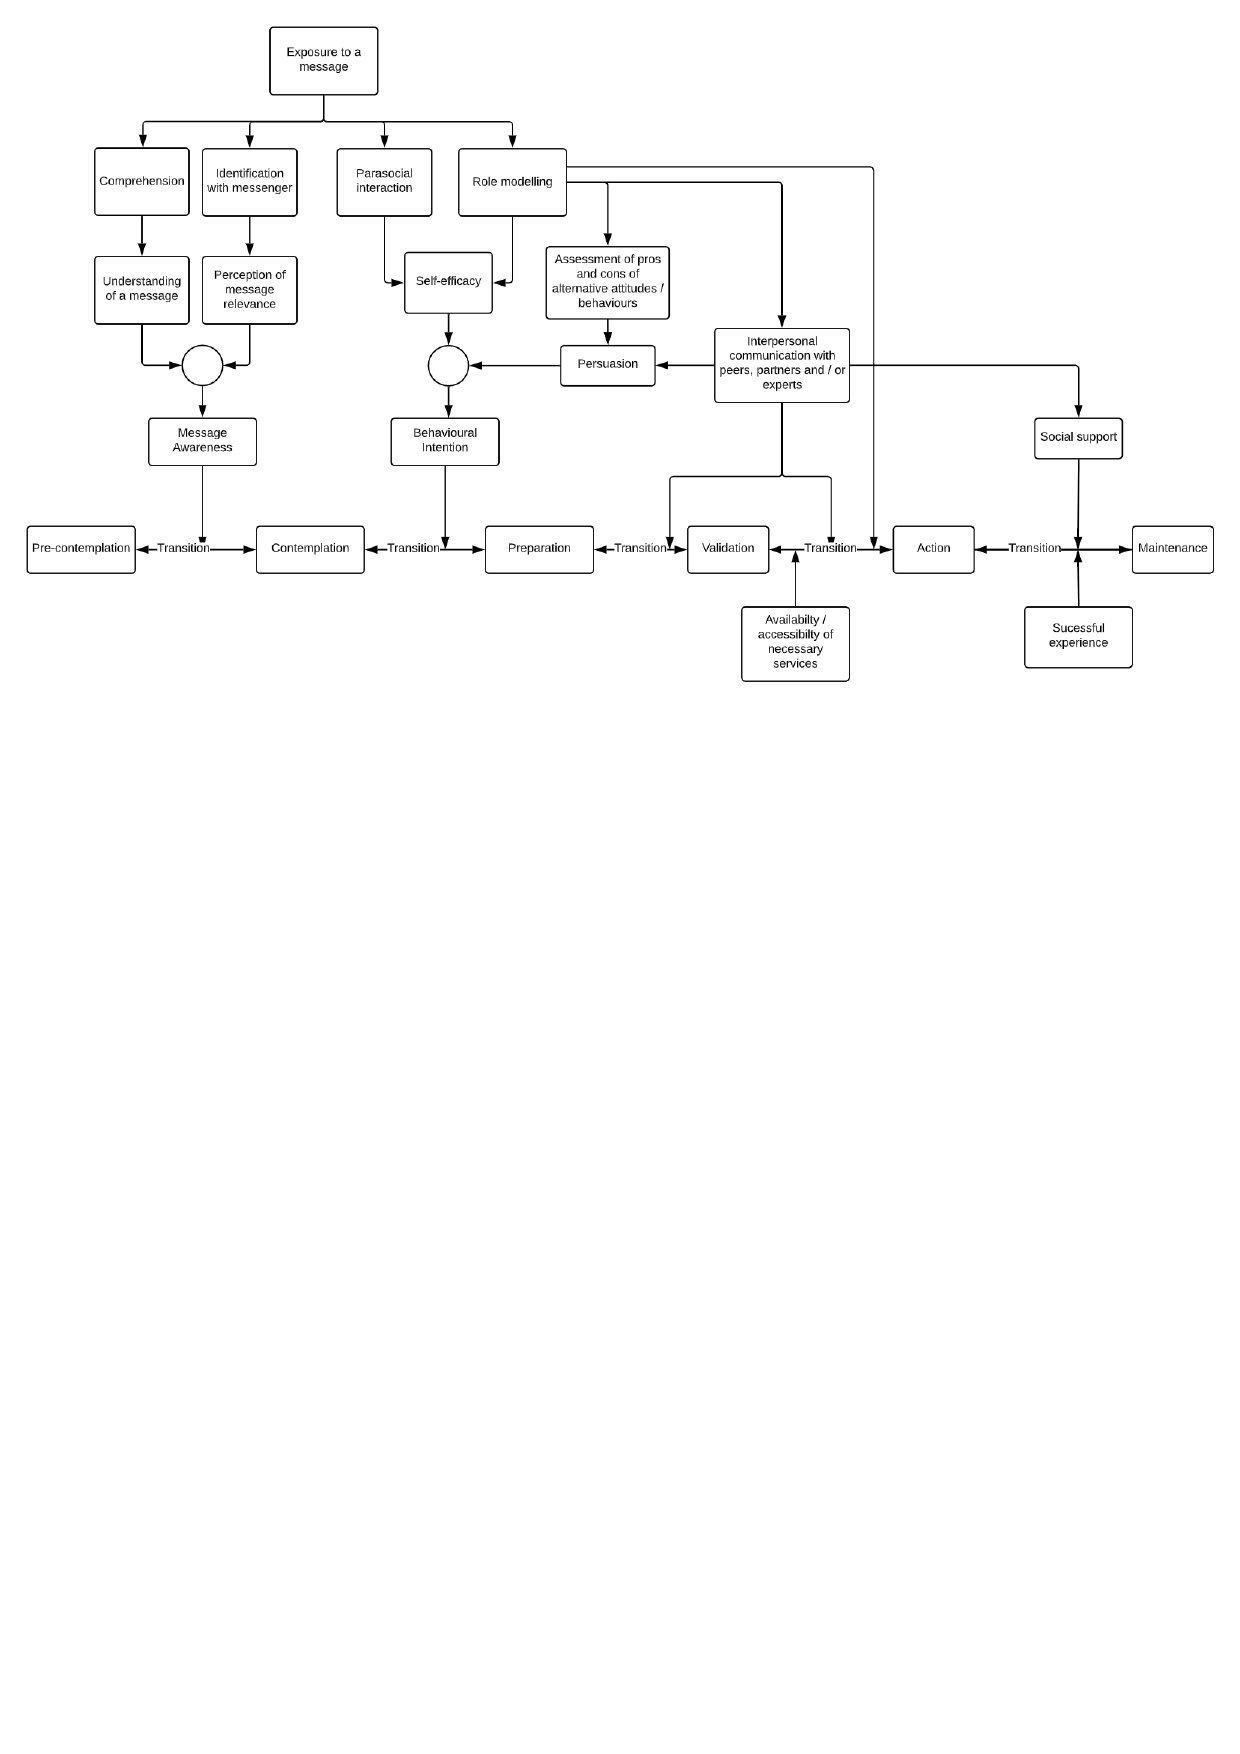 Exposure to a
message
Comprehension
Identification
with messenger
Parasocial
interaction
Role modelling
Understanding
of a message
Perception of
message
relevance
Self-efficacy
Assessment of pros
and cons of
alternative attitudes /
behaviours
Persuasion
Interpersonal
communication with
peers, partners and / or
experts
Message
Awareness
Behavioural
Intention
Social support
Pre-contemplation
Transition
Contemplation
Transition
Preparation
Transition
Validation
Transition
Action
Transition
Maintenance
Availabilty /
accessibilty of
necessary
services
Sucessful
experience